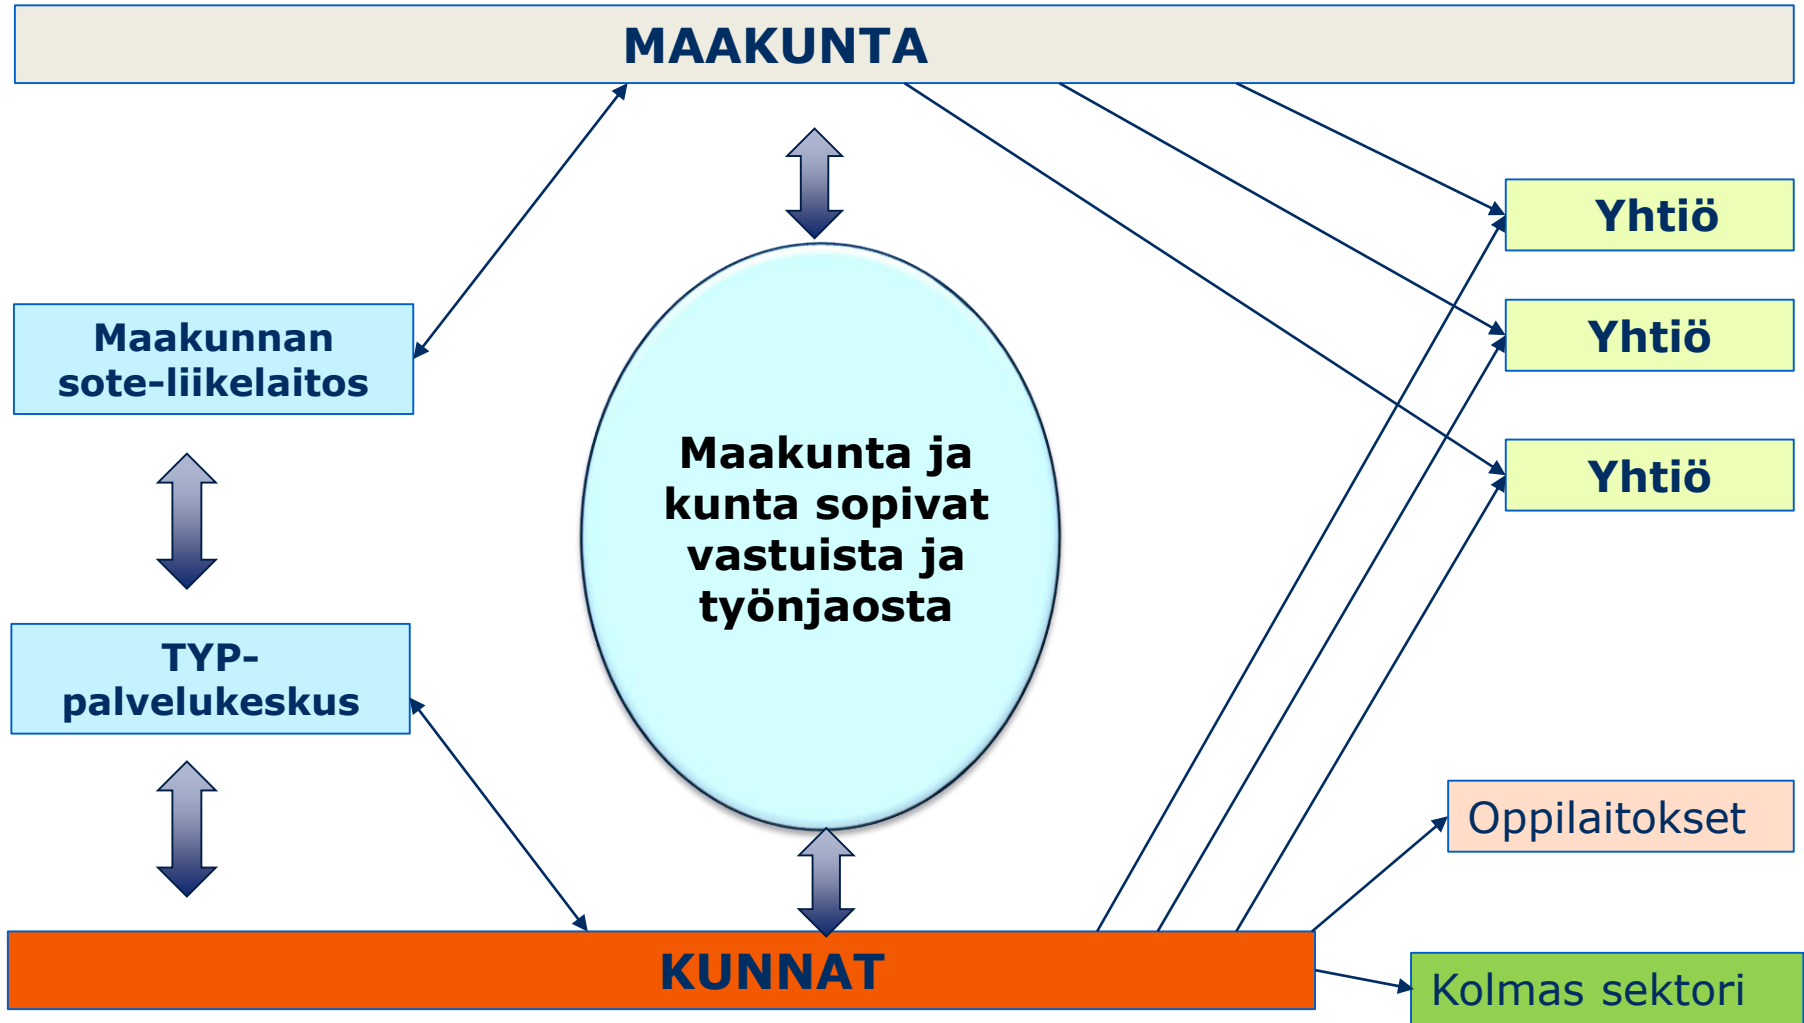 MAAKUNTA
Yhtiö
Maakunnan
sote-liikelaitos
Yhtiö
Maakunta ja
kunta sopivat
vastuista ja
työnjaosta
Yhtiö
TYP-
palvelukeskus
Oppilaitokset
KUNNAT
Kolmas sektori